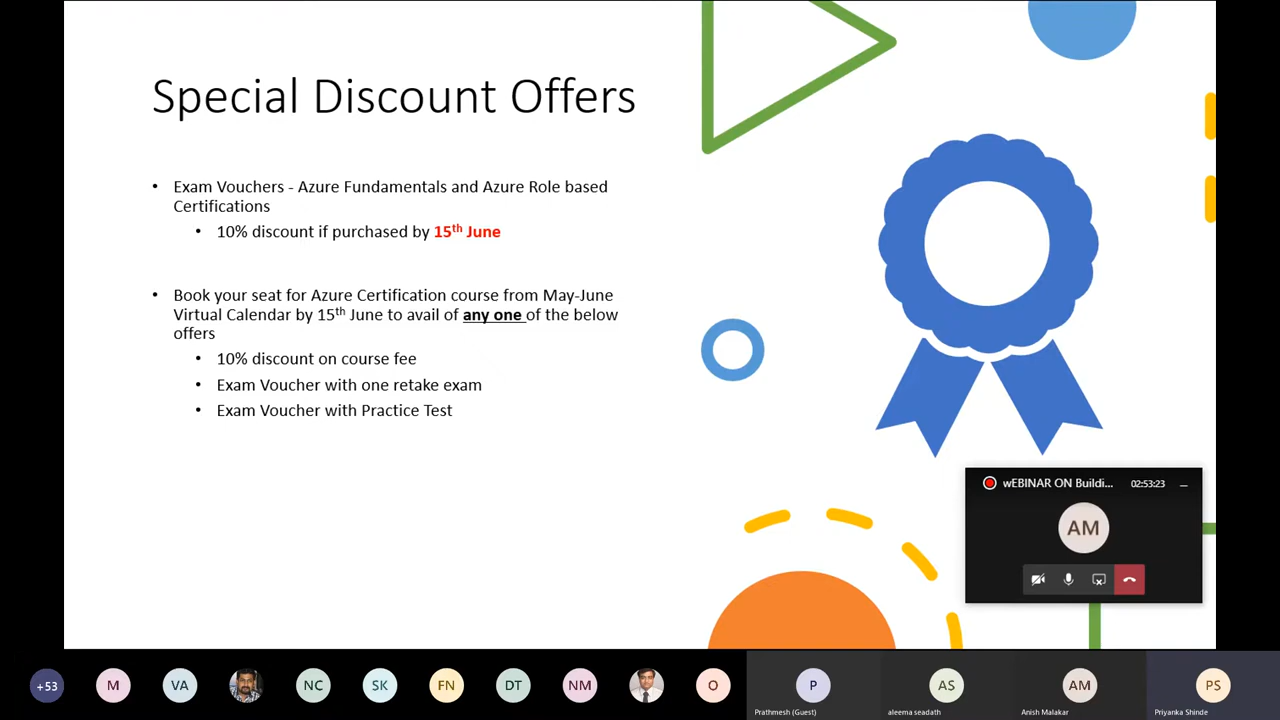 Special Discount Offers
• Exam Vouchers - Azure Fundamentals and Azure Role based
Certifications
• 10% discount if purchased by 15th June
• Book your seat for Azure Certification course from May-June
Virtual Calendar by 15th June to avail of any one of the below
offers
• 10% discount on course fee
• Exam Voucher with one retake exam
• Exam Voucher with Practice Test
wEBINAR ON Buildi... 02:53:23
AM
+53 M VA NC SK FN DT NM O P AS AM PS
Prathmesh (Guest) aleema seadath Anish Malakar Priyanka Shinde